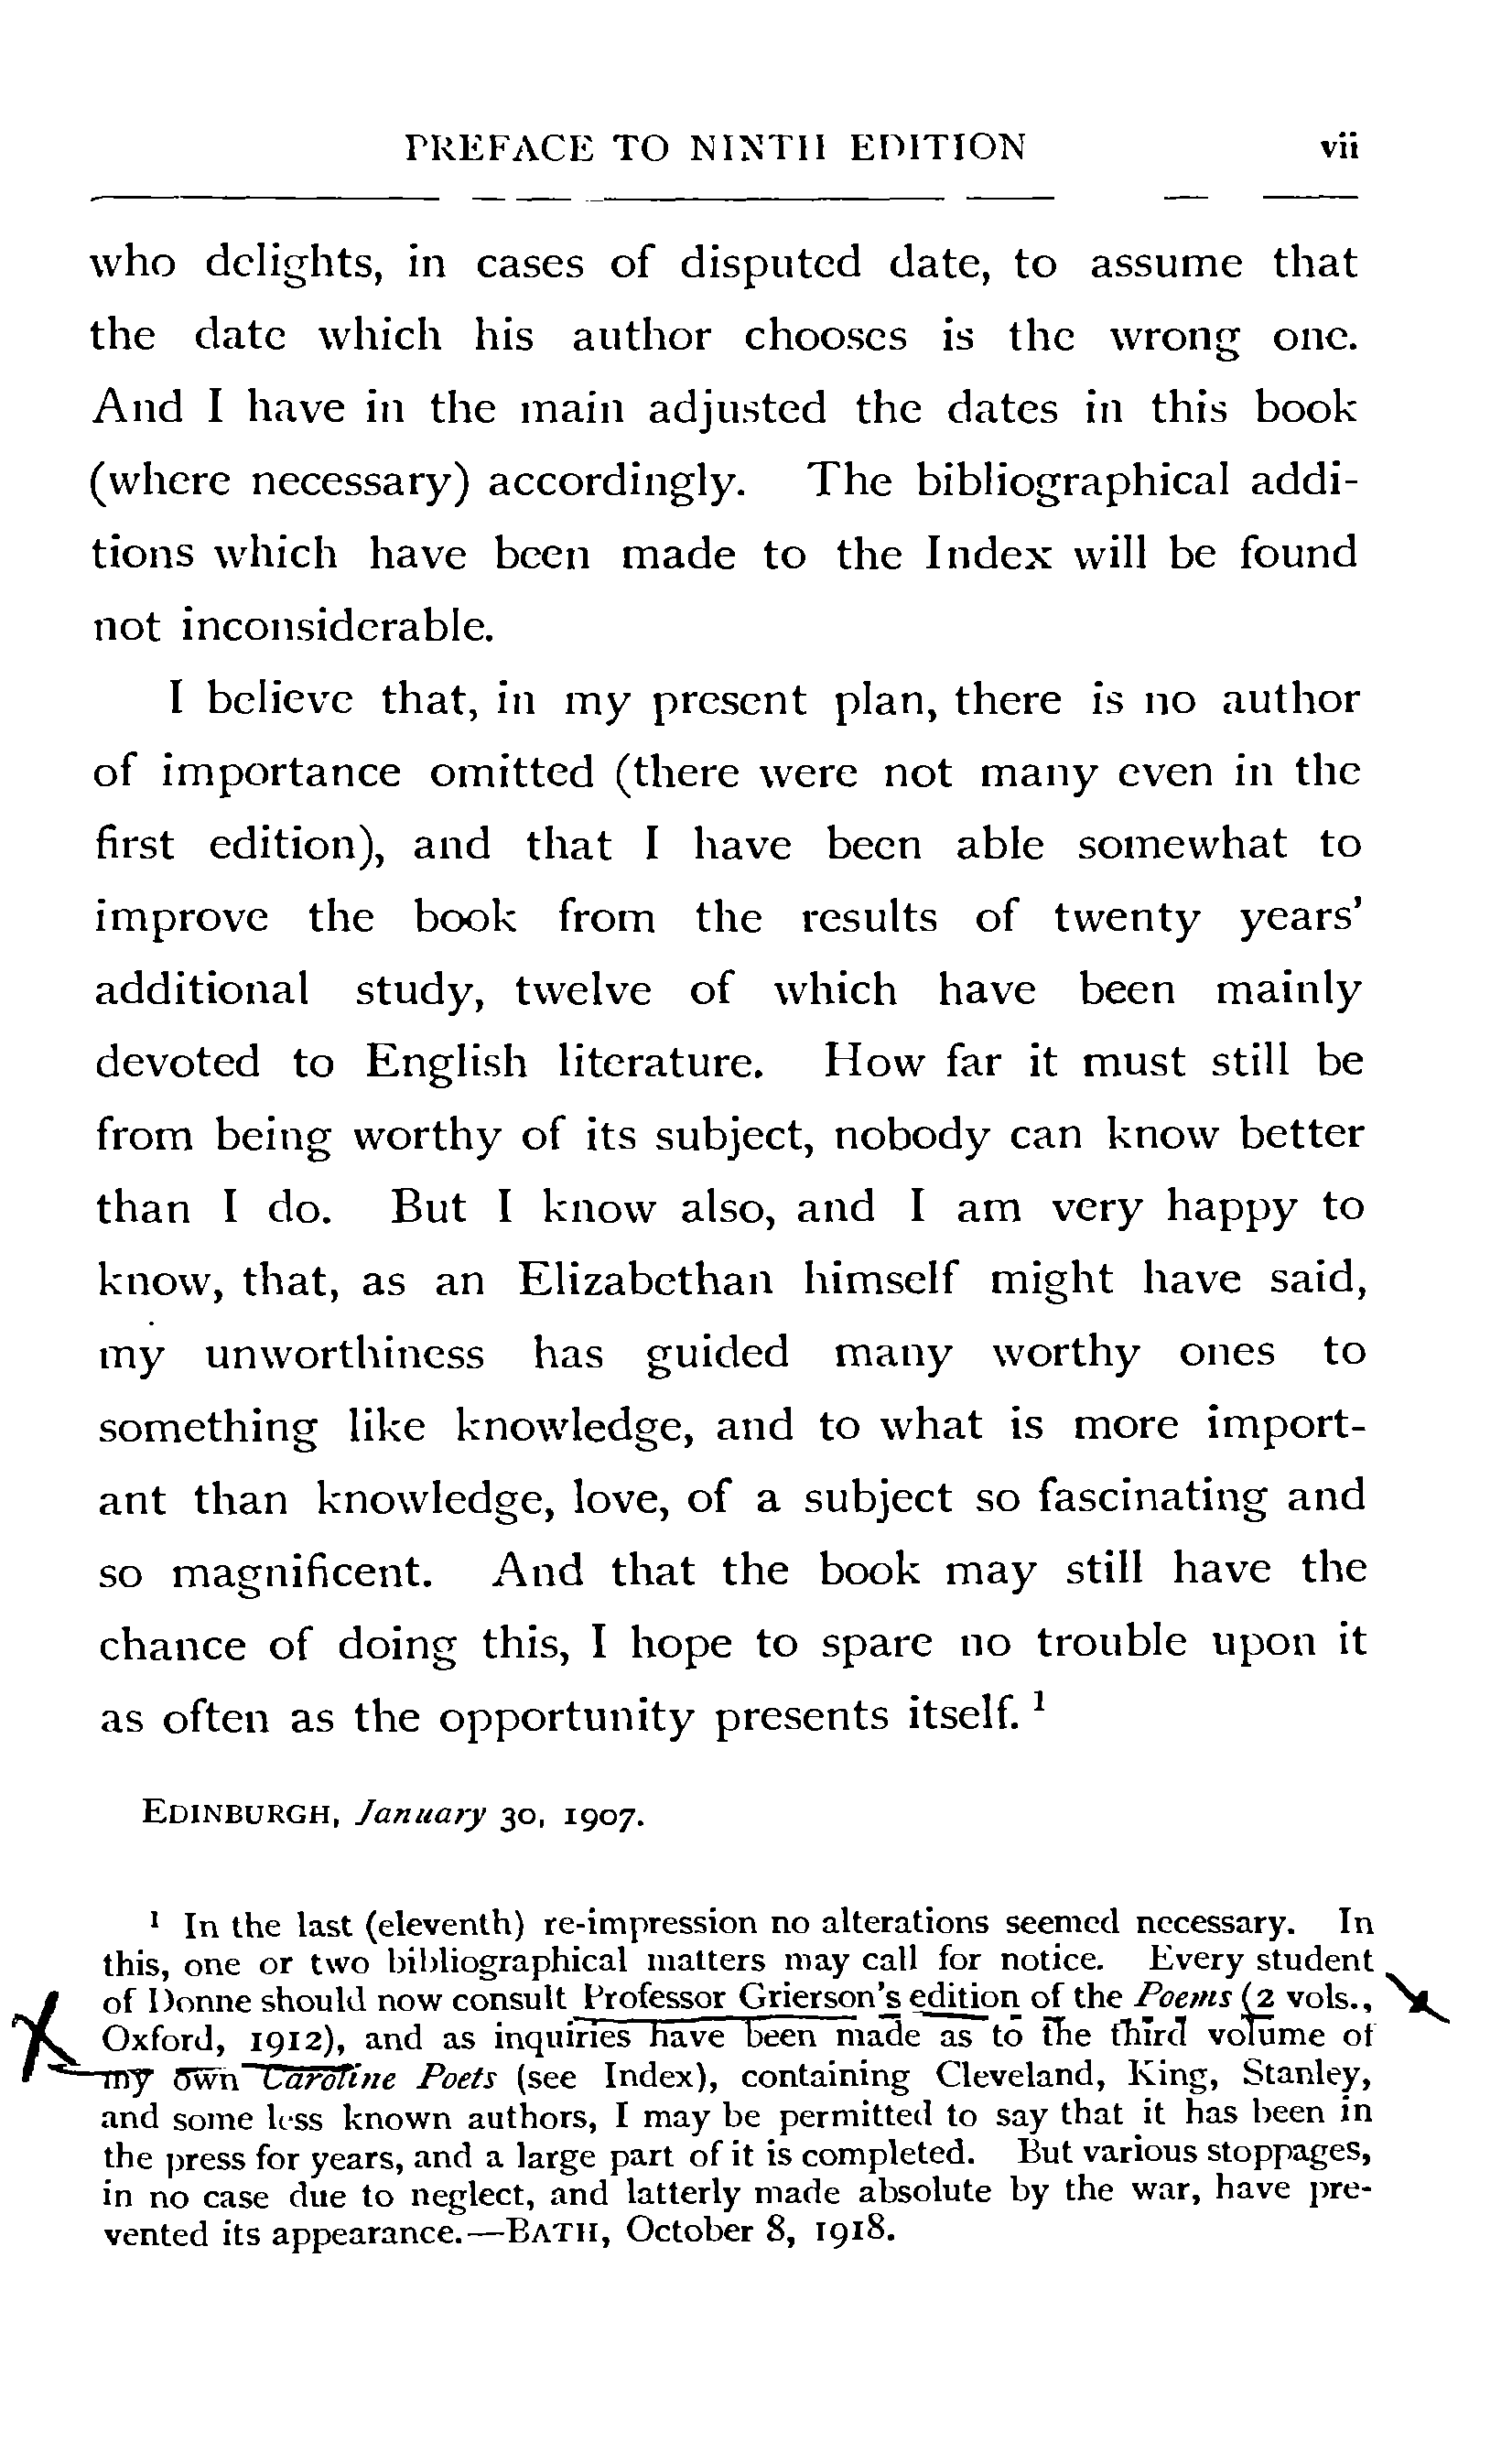 PREFACE TO NINTH EDITION vii
who delights, in cases of disputed date, to assume that
the date which his author chooses is the wrong one.
And I have in the main adjusted the dates in this book
(where necessary) accordingly. The bibliographical addi-
tions which have been made to the Index will be found
not inconsiderable.
I believe that, in my present plan, there is no author
of importance omitted (there were not many even in the
first edition), and that I have been able somewhat to
improve the book from the results of twenty years'
additional study, twelve of which have been mainly
devoted to English literature. How far it must still be
from being worthy of its subject, nobody can know better
than I do. But I know also, and I am very happy to
know, that, as an Elizabethan himself might have said,
my unworthiness has guided many worthy ones to
something like knowledge, and to what is more import-
ant than knowledge, love, of a subject so fascinating and
so magnificent. And that the book may still have the
chance of doing this, I hope to spare no trouble upon it
as often as the opportunity presents itself. 1
EDINBURGH, January 30, 1907.
1 In the last (eleventh) re-impression no alterations seemed necessary. In
this, one or two bibliographical matters may call for notice. Every student
of Donne should now consult Professor Grierson's edition of the Poems (2 vols.,
Oxford, 1912), and as inquiries have been made as to the third volume of
my own Caroline Poets (see Index), containing Cleveland, King, Stanley,
and some less known authors, I may be permitted to say that it has been in
the press for years, and a large part of it is completed. But various stoppages,
in no case due to neglect, and latterly made absolute by the war, have pre-
vented its appearance.—BATH, October 8, 1918.